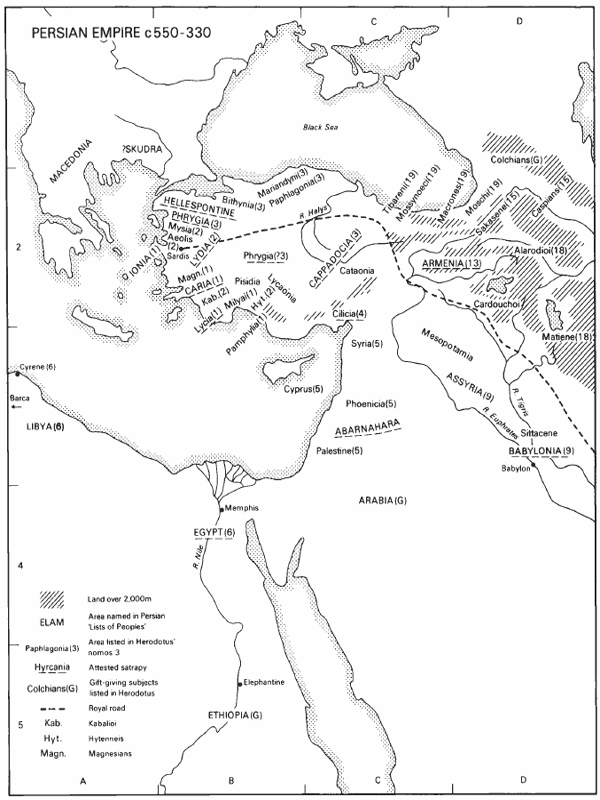 C
D
PERSIAN EMPIRE c550-330
Black Sea
?SKUDRA
MACEDONIA
Colchians(G)
Mariandyni(3)
Paphlagonia(3)
Bithynia(3)
HELLESPONTINE
PHRYGIA(3)
Mysia(2)
Aeolis
(2)
Sardis
LYDIA(2)
IONIA(1)
R. Halys
Tibareni(19)
Mossynoeci(19)
Macrones(19)
Moschi(19)
Sakesene(15)
Caspians(15)
2
Phrygia(?3)
CAPPADOCIA(3)
Cataonia
ARMENIA(13)
Alarodioi(18)
Cardouchoi
Matiene(18)
Magn.(1)
CARIA(1)
Kab.(2)
Lycia(1)
Milyai(1)
Hyt.(2)
Pisidia
Lycaonia
Pamphylia(1)
Cilicia(4)
Syria(5)
Mesopotamia
ASSYRIA(9)
R. Tigris
R. Euphrates
Sittacene
BABYLONIA(9)
Babylon
Cyprus(5)
Phoenicia(5)
ABARNAHARA
Palestine(5)
Cyrene(6)
Barca
LIBYA(6)
ARABIA(G)
Memphis
EGYPT(6)
R. Nile
4
Land over 2,000m
ELAM
Area named in Persian
'Lists of Peoples'
Paphlagonia(3)
Area listed in Herodotus'
nomos 3
Hyrcania
Attested satrapy
Colchians(G)
Gift-giving subjects
listed in Herodotus
Royal road
Kab.
Kabalioi
Hyt.
Hytenneis
Magn.
Magnesians
Elephantine
ETHIOPIA(G)
5
A
B
C
D